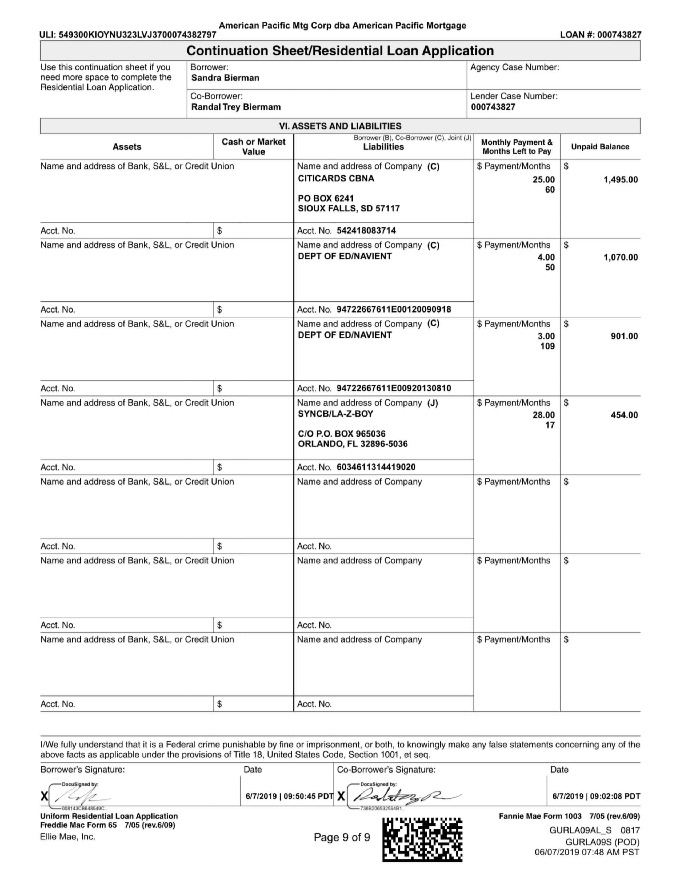 American Pacific Mtg Corp dba American Pacific Mortgage
ULI: 549300KIOYNU323LVJ3700074382797 LOAN #: 000743827
Continuation Sheet/Residential Loan Application
Use this continuation sheet if you
need more space to complete the
Residential Loan Application.
Borrower:
Sandra Bierman
Agency Case Number:
Co-Borrower:
Randal Trey Biermam
Lender Case Number:
000743827
VI. ASSETS AND LIABILITIES
Assets
Cash or Market
Value
Borrower (B), Co-Borrower (C), Joint (J)
Liabilities
Monthly Payment &
Months Left to Pay
Unpaid Balance
Name and address of Bank, S&L, or Credit Union
Name and address of Company (C)
CITICARDS CBNA
PO BOX 6241
SIOUX FALLS, SD 57117
$ Payment/Months
25.00
60
$
1,495.00
Acct. No. $ Acct. No. 542418083714
Name and address of Bank, S&L, or Credit Union
Name and address of Company (C)
DEPT OF ED/NAVIENT
$ Payment/Months
4.00
50
$
1,070.00
Acct. No. $ Acct. No. 94722667611E00120090918
Name and address of Bank, S&L, or Credit Union
Name and address of Company (C)
DEPT OF ED/NAVIENT
$ Payment/Months
3.00
109
$
901.00
Acct. No. $ Acct. No. 94722667611E00920130810
Name and address of Bank, S&L, or Credit Union
Name and address of Company (J)
SYNCB/LA-Z-BOY
C/O P.O. BOX 965036
ORLANDO, FL 32896-5036
$ Payment/Months
28.00
17
$
454.00
Acct. No. $ Acct. No. 6034611314419020
Name and address of Bank, S&L, or Credit Union
Name and address of Company
$ Payment/Months
$
Acct. No. $ Acct. No.
Name and address of Bank, S&L, or Credit Union
Name and address of Company
$ Payment/Months
$
Acct. No. $ Acct. No.
Name and address of Bank, S&L, or Credit Union
Name and address of Company
$ Payment/Months
$
Acct. No. $ Acct. No.
I/We fully understand that it is a Federal crime punishable by fine or imprisonment, or both, to knowingly make any false statements concerning any of the
above facts as applicable under the provisions of Title 18, United States Code, Section 1001, et seq.
Borrower's Signature: Date Co-Borrower's Signature: Date
DocuSigned by: DocuSigned by:
X 6/7/2019 | 09:50:45 PDT X 6/7/2019 | 09:02:08 PDT
Uniform Residential Loan Application
Freddie Mac Form 65 7/05 (rev.6/09)
Ellie Mae, Inc.
Page 9 of 9
Fannie Mae Form 1003 7/05 (rev.6/09)
GURLA09AL_S 0817
GURLA09S (POD)
06/07/2019 07:48 AM PST